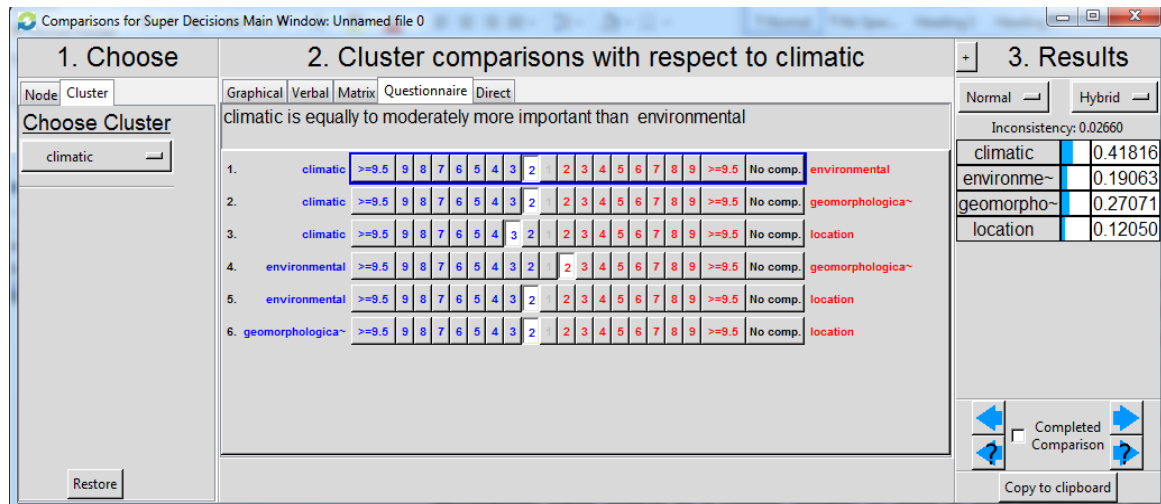 Comparisons for Super Decisions Main Window: Unnamed file 0
1. Choose
2. Cluster comparisons with respect to climatic
+ 3. Results
Node Cluster
Graphical Verbal Matrix Questionnaire Direct
Normal Hybrid
Choose Cluster
climatic is equally to moderately more important than environmental
Inconsistency: 0.02660
climatic
climatic 0.41816
environme~ 0.19063
geomorpho~ 0.27071
location 0.12050
1. climatic >=9.5 9 8 7 6 5 4 3 2 1 2 3 4 5 6 7 8 9 >=9.5 No comp. environmental
2. climatic >=9.5 9 8 7 6 5 4 3 2 1 2 3 4 5 6 7 8 9 >=9.5 No comp. geomorphologica~
3. climatic >=9.5 9 8 7 6 5 4 3 2 1 2 3 4 5 6 7 8 9 >=9.5 No comp. location
4. environmental >=9.5 9 8 7 6 5 4 3 2 1 2 3 4 5 6 7 8 9 >=9.5 No comp. geomorphologica~
5. environmental >=9.5 9 8 7 6 5 4 3 2 1 2 3 4 5 6 7 8 9 >=9.5 No comp. location
6. geomorphologica~ >=9.5 9 8 7 6 5 4 3 2 1 2 3 4 5 6 7 8 9 >=9.5 No comp. location
Completed
Comparison
? ?
Restore
Copy to clipboard